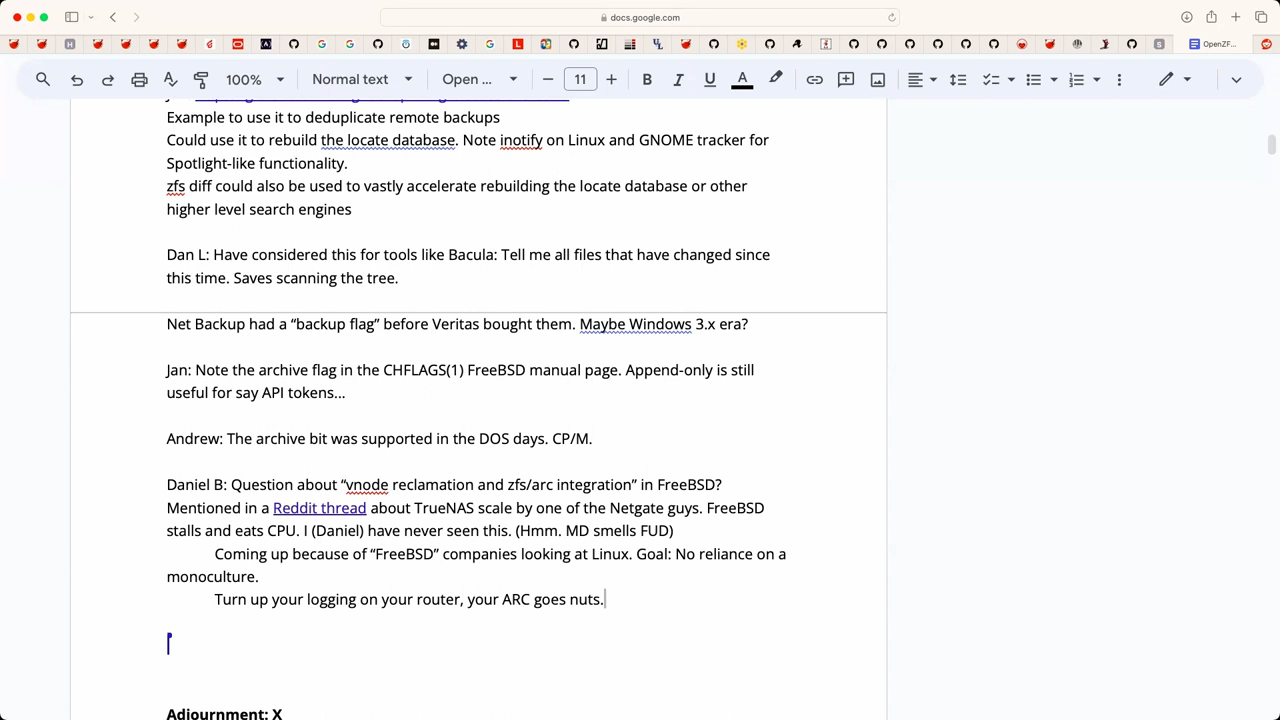 docs.google.com
OpenZF...
100%
Normal text
Open ...
11
Example to use it to deduplicate remote backups
Could use it to rebuild the locate database. Note inotify on Linux and GNOME tracker for
Spotlight-like functionality.
zfs diff could also be used to vastly accelerate rebuilding the locate database or other
higher level search engines
Dan L: Have considered this for tools like Bacula: Tell me all files that have changed since
this time. Saves scanning the tree.
Net Backup had a “backup flag” before Veritas bought them. Maybe Windows 3.x era?
Jan: Note the archive flag in the CHFLAGS(1) FreeBSD manual page. Append-only is still
useful for say API tokens...
Andrew: The archive bit was supported in the DOS days. CP/M.
Daniel B: Question about “vnode reclamation and zfs/arc integration” in FreeBSD?
Mentioned in a Reddit thread about TrueNAS scale by one of the Netgate guys. FreeBSD
stalls and eats CPU. I (Daniel) have never seen this. (Hmm. MD smells FUD)
Coming up because of “FreeBSD” companies looking at Linux. Goal: No reliance on a
monoculture.
Turn up your logging on your router, your ARC goes nuts.
Adjournment: X